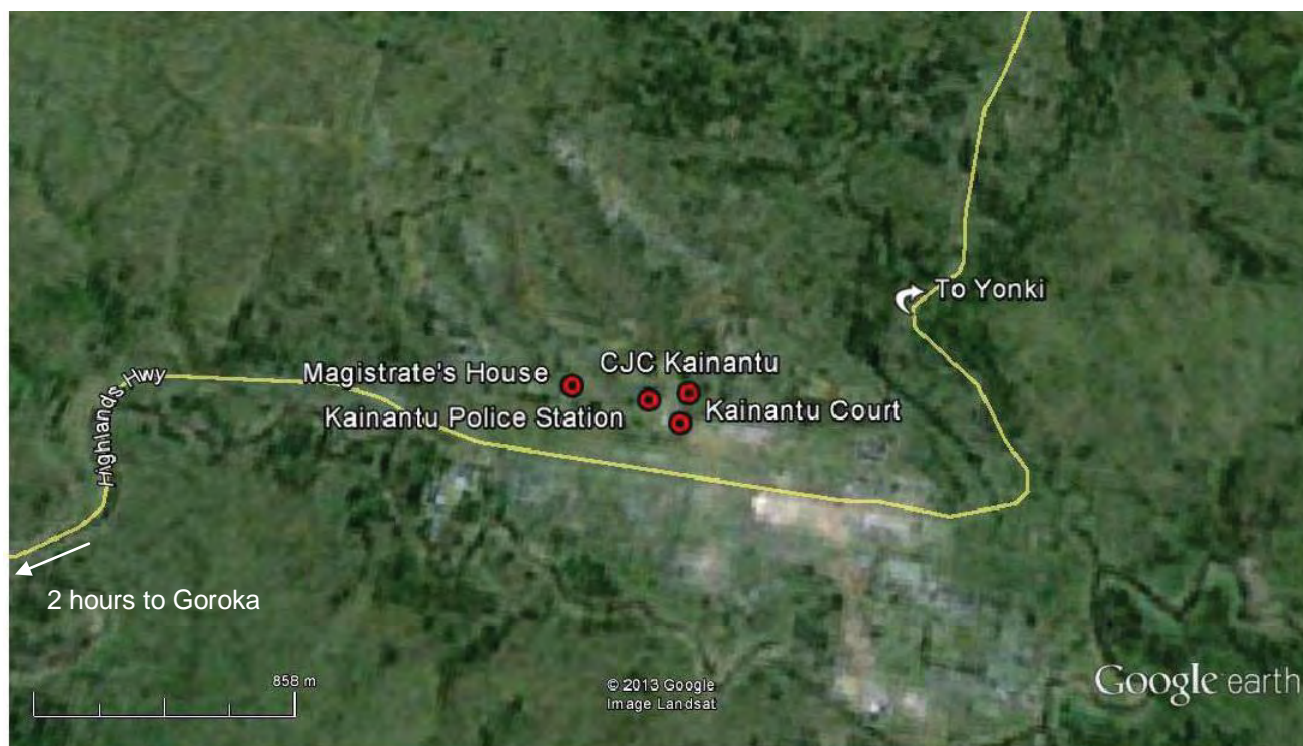 To Yonki
CJC Kainantu
Magistrate's House
Kainantu Court
Kainantu Police Station
Highlands Hwy
2 hours to Goroka
858 m
© 2013 Google
Image Landsat
Google earth